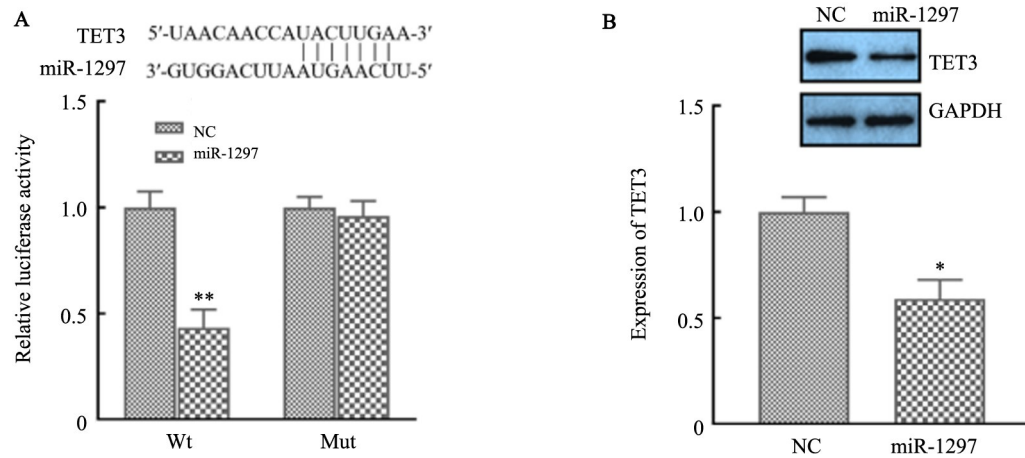 A
TET3 5′-UAACAACCAUACUUGAA-3′
miR-1297 3′-GUGGACUUAAUGAACUU-5′
1.5
1.0
0.5
0
Relative luciferase activity
NC
miR-1297
**
Wt Mut
B
NC miR-1297
TET3
GAPDH
1.5
1.0
0.5
0
Expression of TET3
*
NC miR-1297